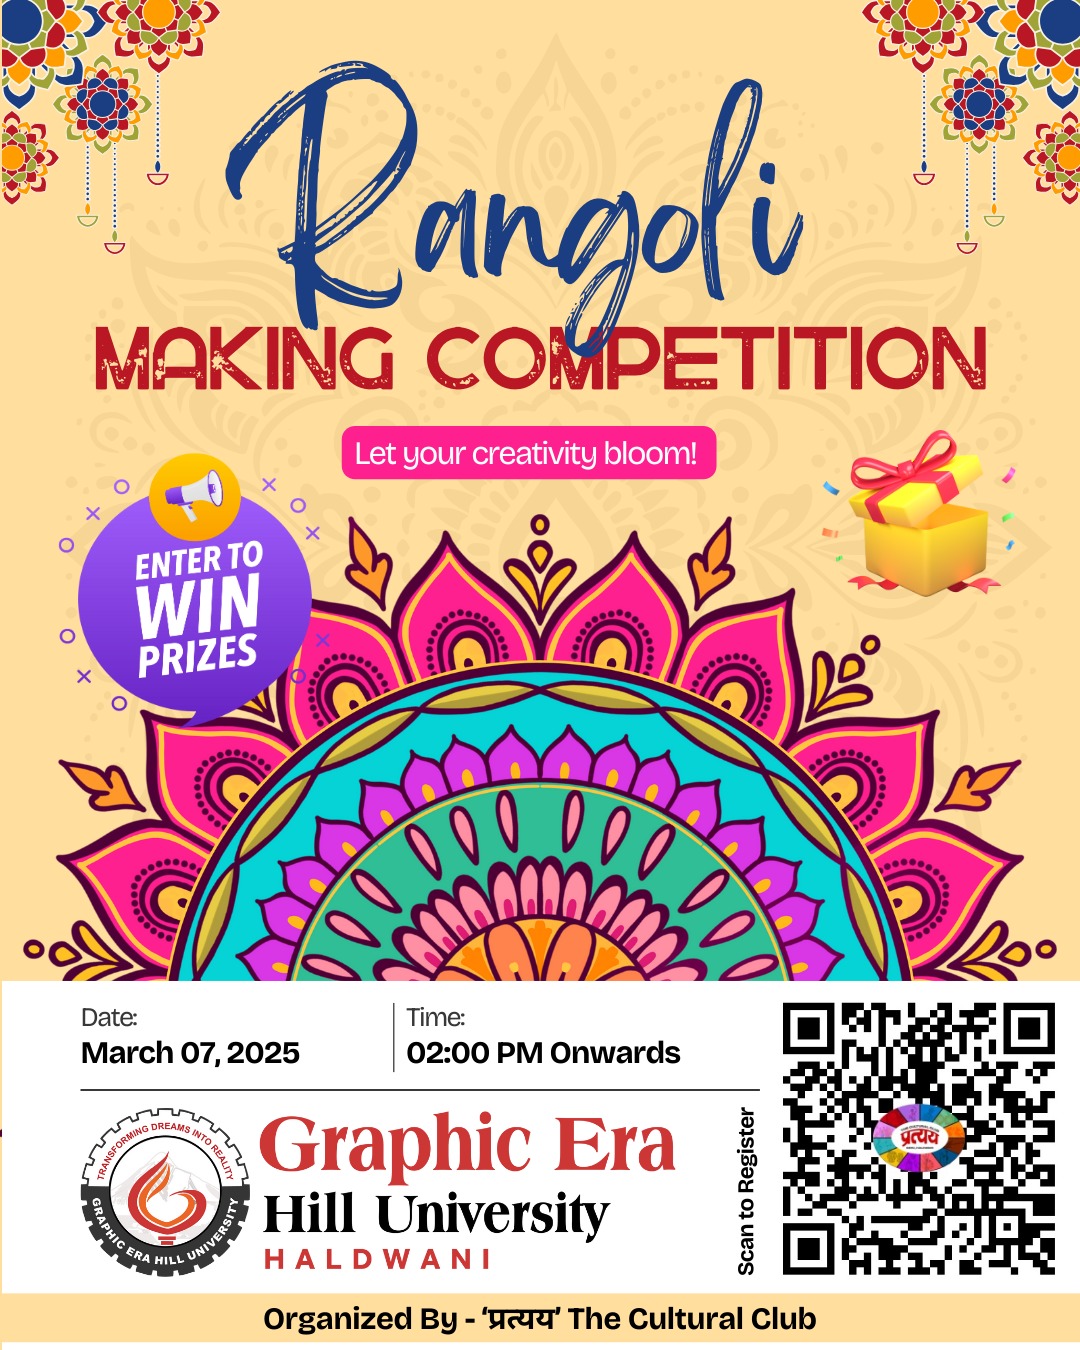 Rangoli
MAKING COMPETITION
Let your creativity bloom!
ENTER TO
WIN
PRIZES
Date:
March 07, 2025
Time:
02:00 PM Onwards
TRANSFORMING DREAMS INTO REALITY
GRAPHIC ERA HILL UNIVERSITY
Graphic Era
Hill University
HALDWANI
Scan to Register
प्रत्यय
Organized By - ‘प्रत्यय’ The Cultural Club